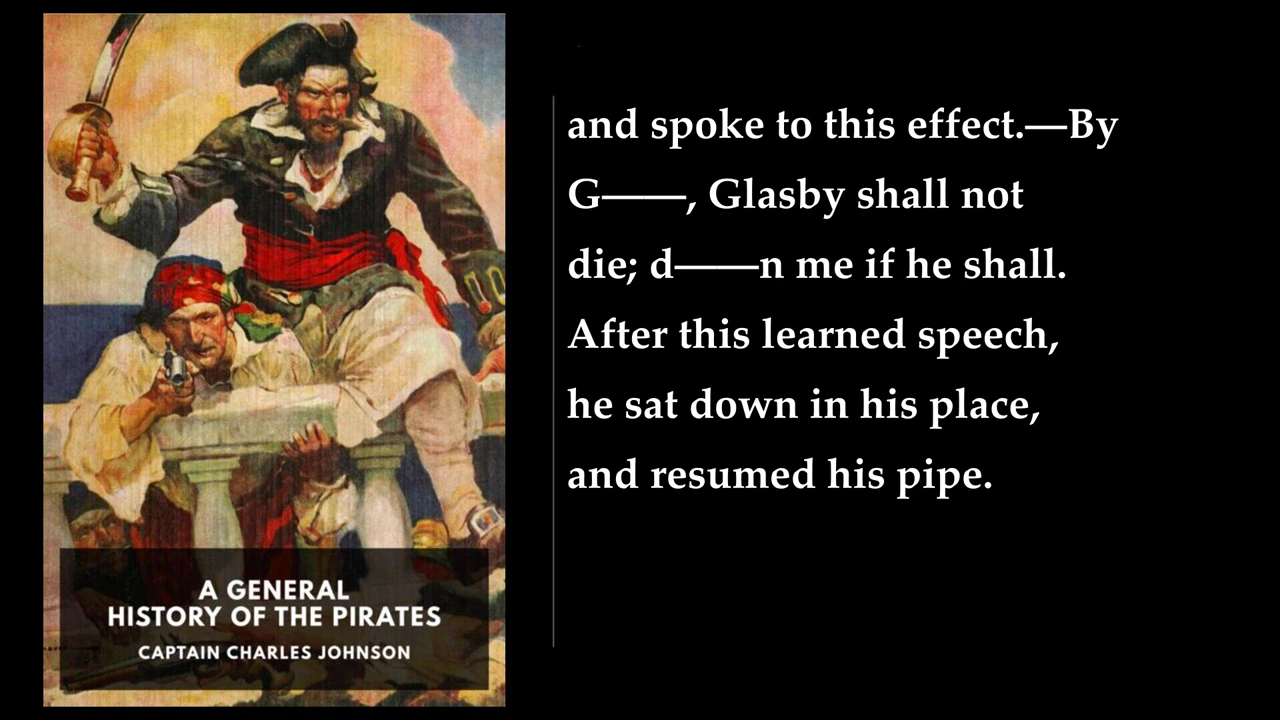 and spoke to this effect.—By
G——, Glasby shall not
die; d——n me if he shall.
After this learned speech,
he sat down in his place,
and resumed his pipe.
A GENERAL
HISTORY OF THE PIRATES
CAPTAIN CHARLES JOHNSON